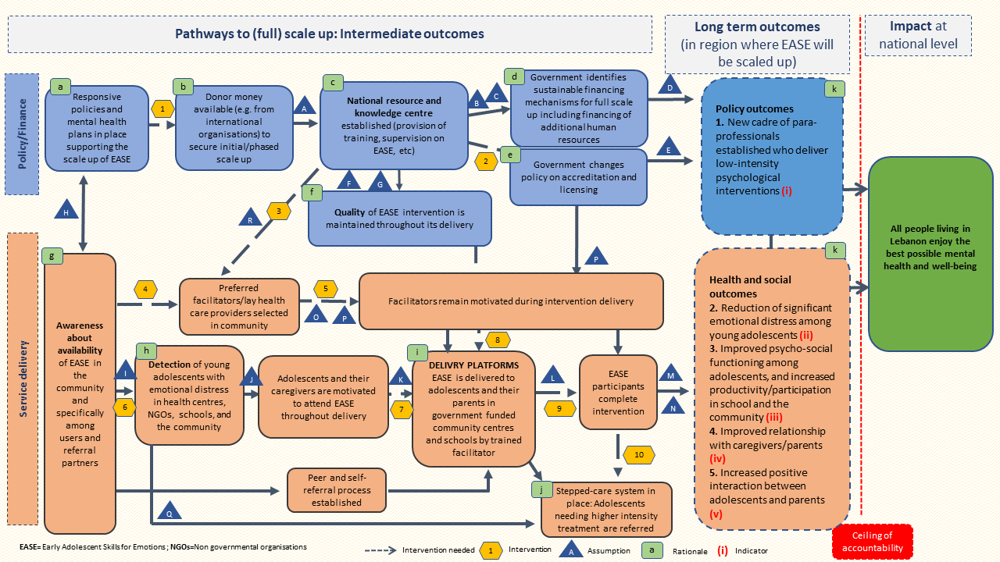 Pathways to (full) scale up: Intermediate outcomes
Long term outcomes
(in region where EASE will
be scaled up)
Impact at
national level
Policy/Finance
a
Responsive
policies and
mental health
plans in place
supporting the
scale up of EASE
1
b
Donor money
available (e.g. from
international
organisations) to
secure initial/phased
scale up
A
c
National resource and
knowledge centre
established (provision of
training, supervision on
EASE, etc)
B
C
2
d
Government identifies
sustainable financing
mechanisms for full scale
up including financing of
additional human
resources
D
e
Government changes
policy on accreditation and
licensing
E
k
Policy outcomes
1. New cadre of para-
professionals
established who deliver
low-intensity
psychological
interventions (i)
F
G
f
Quality of EASE intervention is
maintained throughout its delivery
H
R
3
P
All people living in
Lebanon enjoy the
best possible mental
health and well-being
Service delivery
g
Awareness
about
availability
of EASE in
the
community
and
specifically
among
users and
referral
partners
4
Preferred
facilitators/lay health
care providers selected
in community
5
O
P
Facilitators remain motivated during intervention delivery
8
I
6
h
Detection of young
adolescents with
emotional distress
in health centres,
NGOs, schools, and
the community
J
Adolescents and their
caregivers are motivated
to attend EASE
throughout delivery
K
7
i
DELIVRY PLATFORMS
EASE is delivered to
adolescents and their
parents in
government funded
community centres
and schools by trained
facilitator
L
9
EASE
participants
complete
intervention
M
N
10
k
Health and social
outcomes
2. Reduction of significant
emotional distress among
young adolescents (ii)
3. Improved psycho-social
functioning among
adolescents, and increased
productivity/participation
in school and the
community (iii)
4. Improved relationship
with caregivers/parents
(iv)
5. Increased positive
interaction between
adolescents and parents
(v)
Peer and self-
referral process
established
Q
j
Stepped-care system in
place: Adolescents
needing higher intensity
treatment are referred
Ceiling of
accountability
EASE= Early Adolescent Skills for Emotions; NGOs=Non governmental organisations
Intervention needed
1
Intervention
A
Assumption
a
Rationale
(i)
Indicator